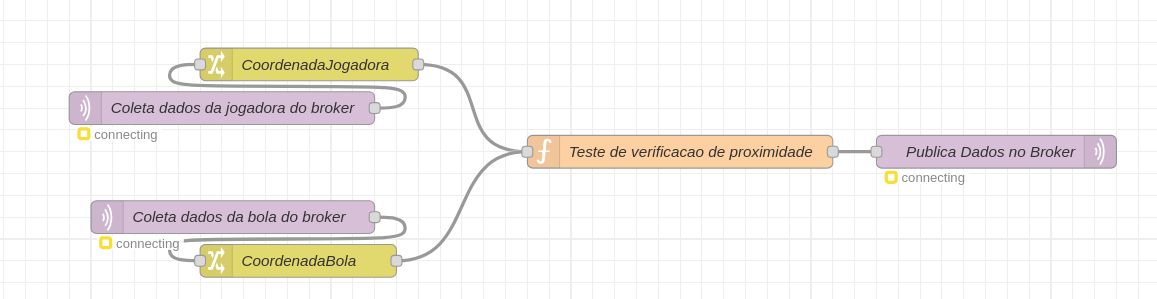 CoordenadaJogadora
Coleta dados da jogadora do broker
connecting
Teste de verificacao de proximidade
Publica Dados no Broker
connecting
Coleta dados da bola do broker
connecting
CoordenadaBola